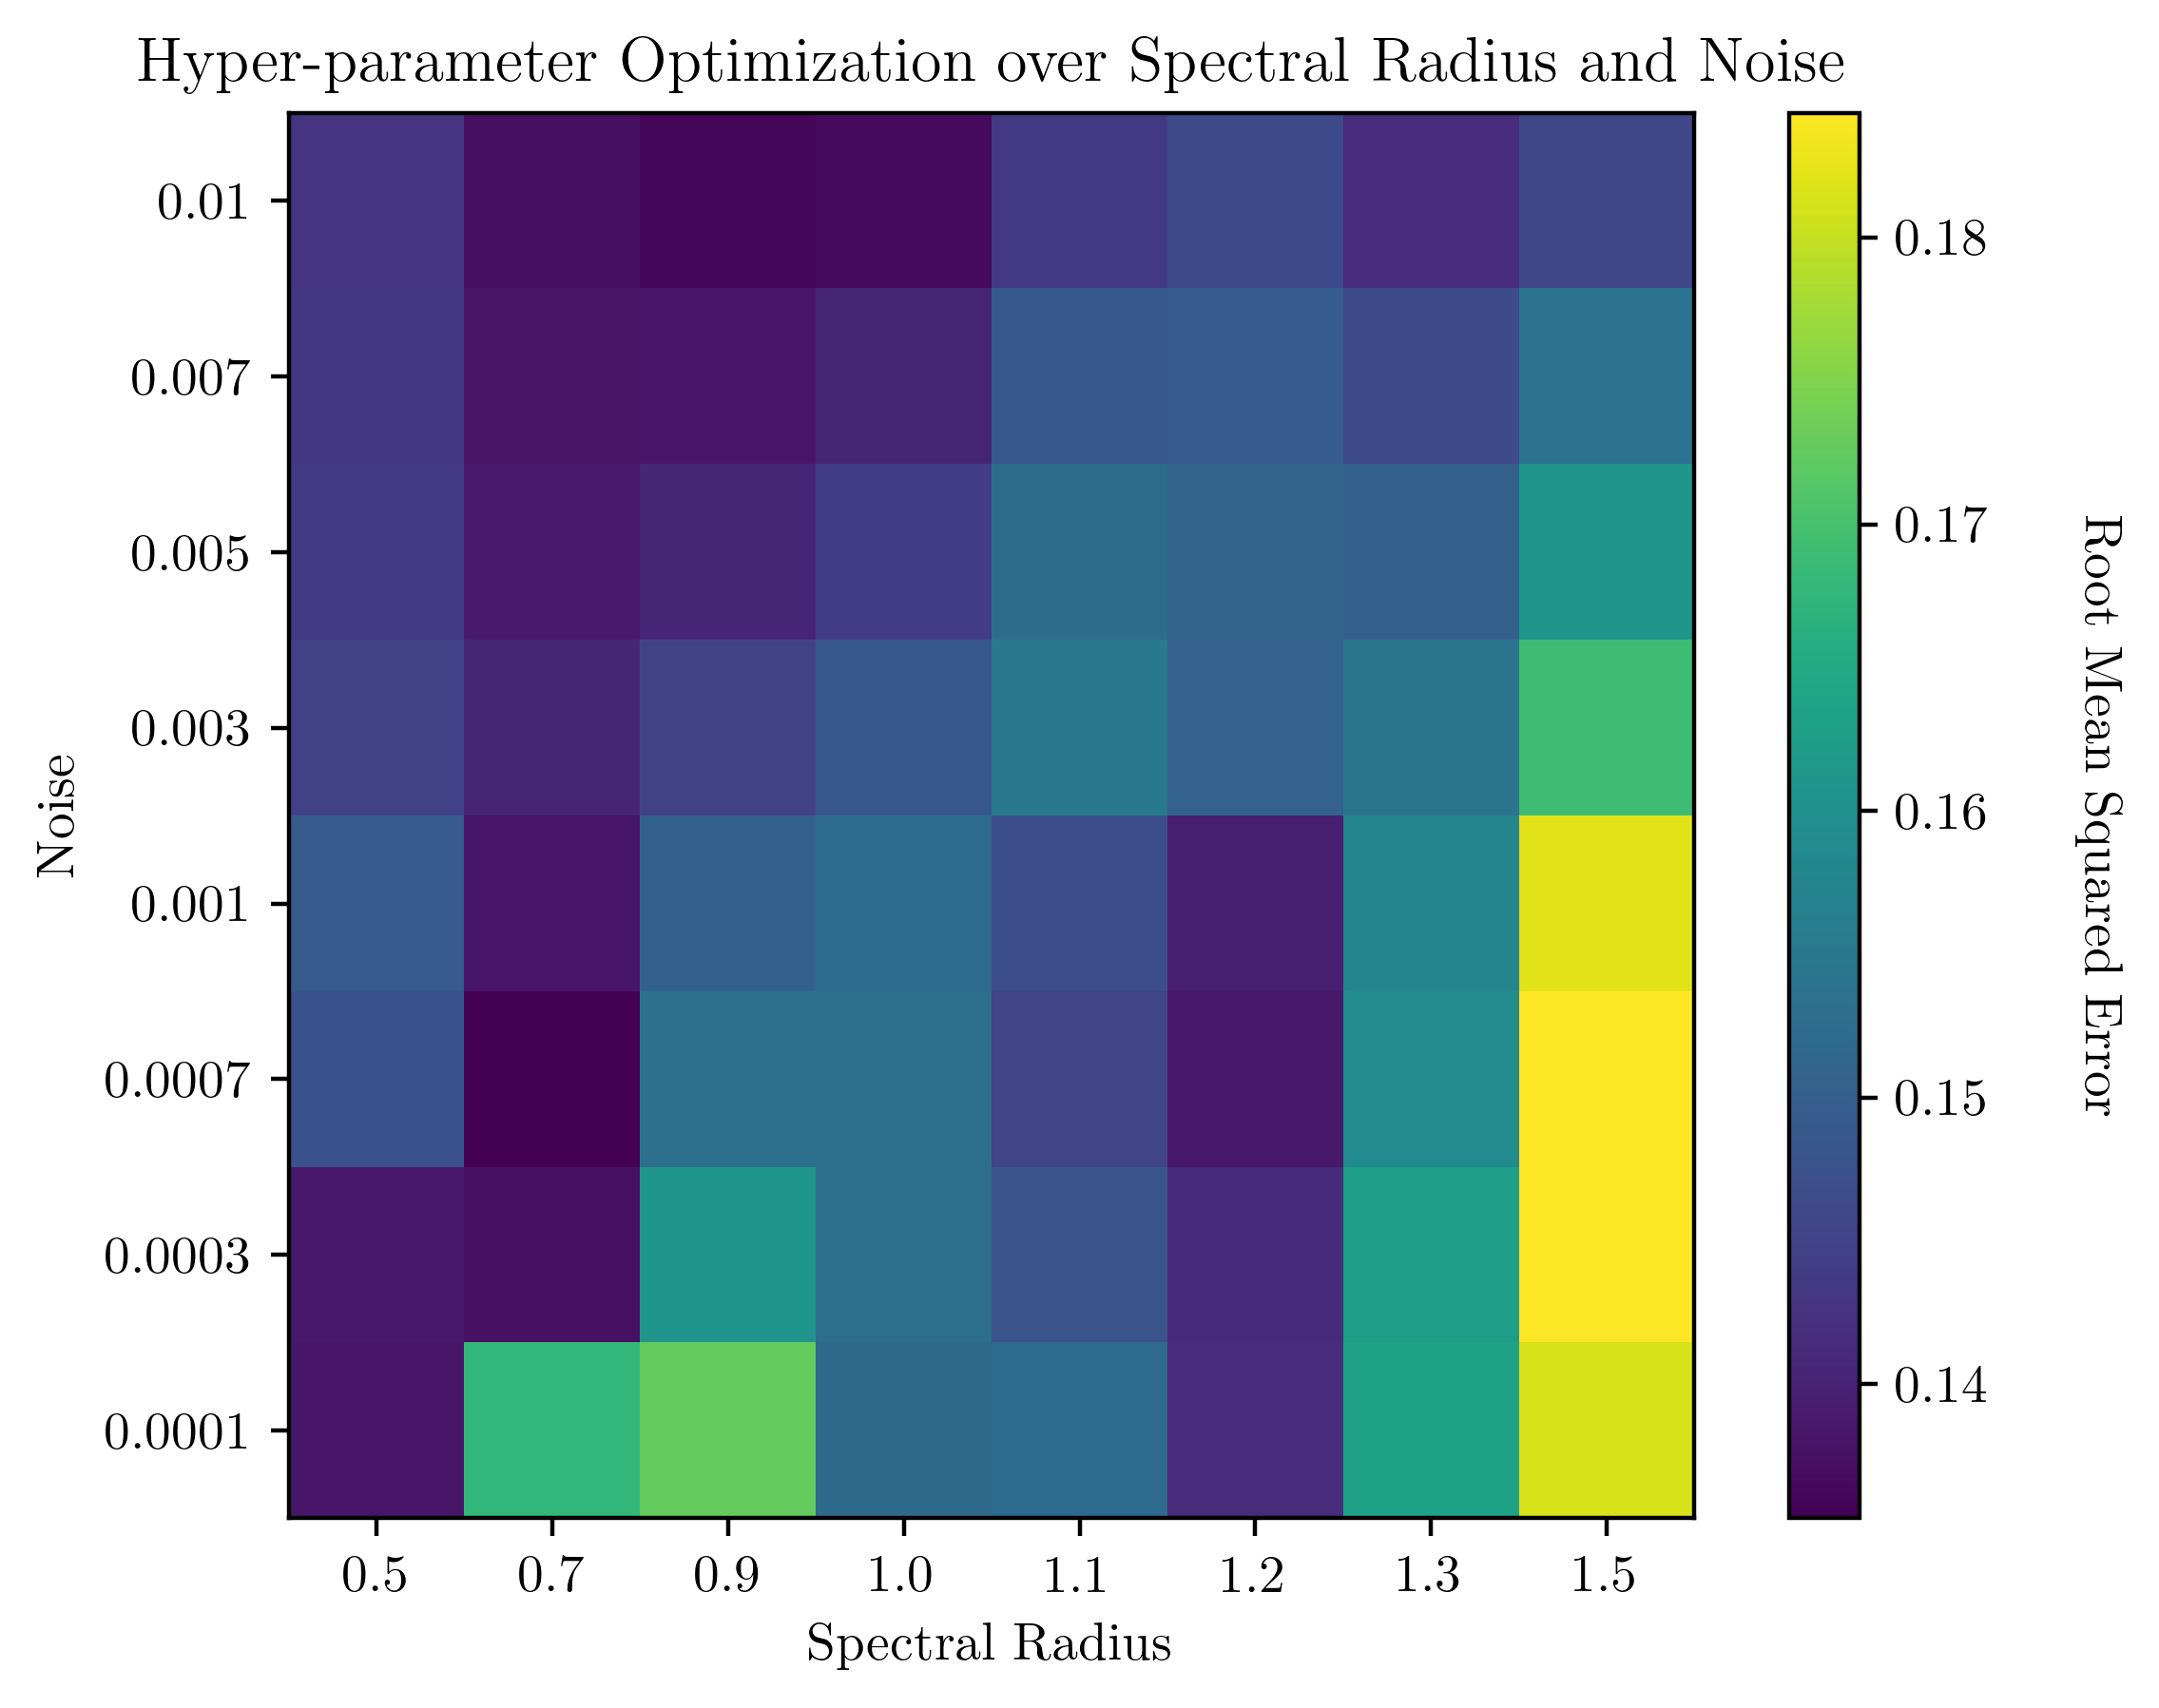 Hyper-parameter Optimization over Spectral Radius and Noise
0.01
0.007
0.005
0.003
0.001
0.0007
0.0003
0.0001
Noise
0.5 0.7 0.9 1.0 1.1 1.2 1.3 1.5
Spectral Radius
0.18
0.17
0.16
0.15
0.14
Root Mean Squared Error